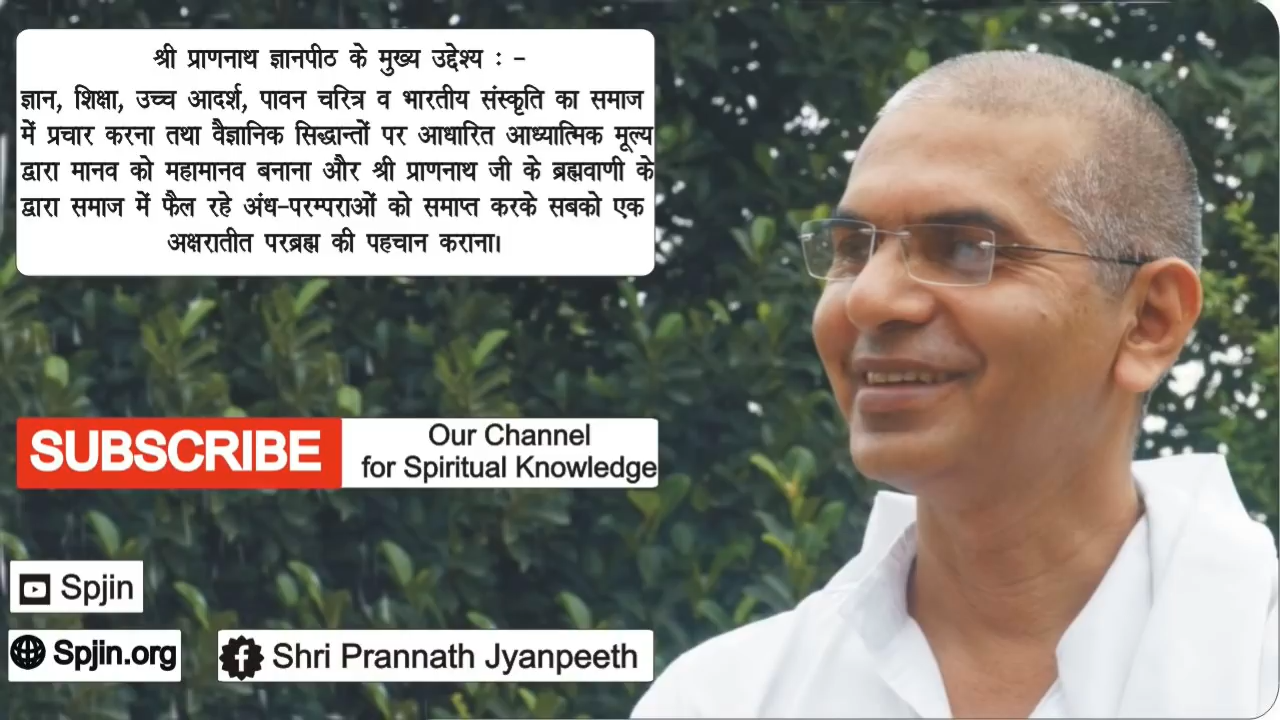 श्री प्राणनाथ ज्ञानपीठ के मुख्य उद्देश्य : -
ज्ञान, शिक्षा, उच्च आदर्श, पावन चरित्र व भारतीय संस्कृति का समाज
में प्रचार करना तथा वैज्ञानिक सिद्धान्तों पर आधारित आध्यात्मिक मूल्य
द्वारा मानव को महामानव बनाना और श्री प्राणनाथ जी के ब्रह्मवाणी के
द्वारा समाज में फैल रहे अंध-परम्पराओं को समाप्त करके सबको एक
अक्षरातीत परब्रह्म की पहचान कराना।
SUBSCRIBE
Our Channel
for Spiritual Knowledge
Spjin
Spjin.org
Shri Prannath Jyanpeeth